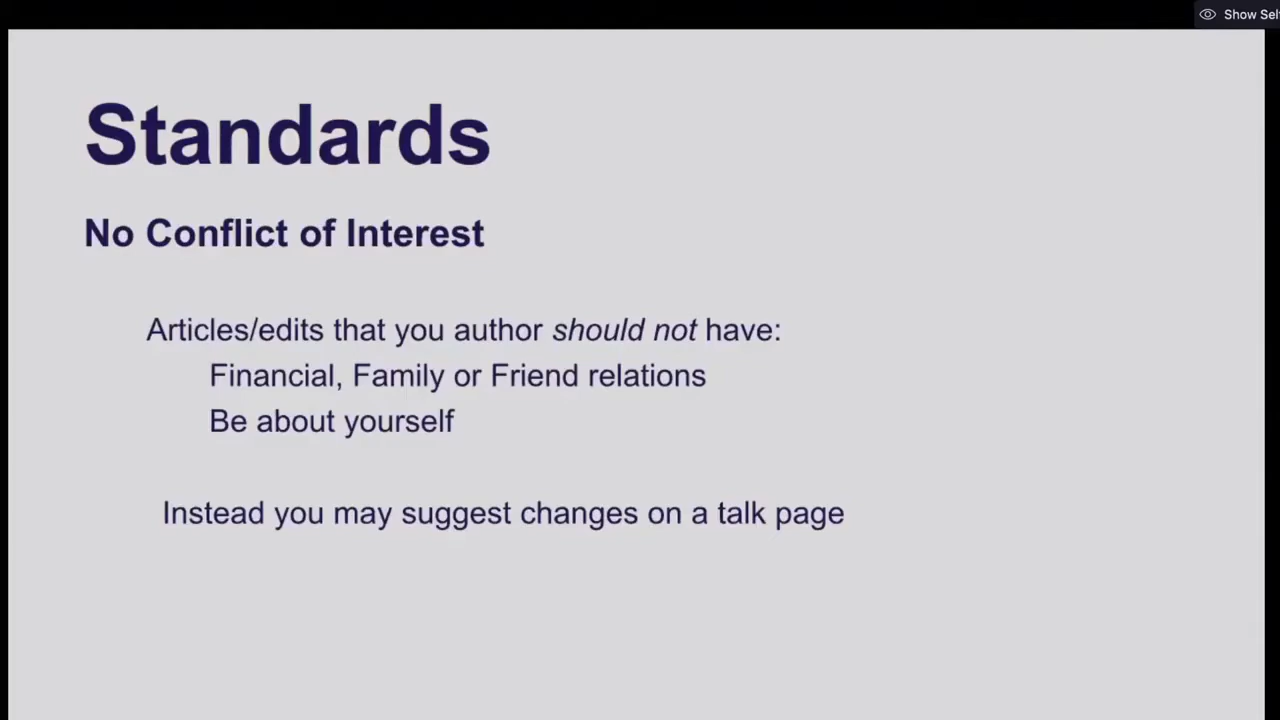 Show Sel
Standards
No Conflict of Interest
Articles/edits that you author should not have:
Financial, Family or Friend relations
Be about yourself
Instead you may suggest changes on a talk page